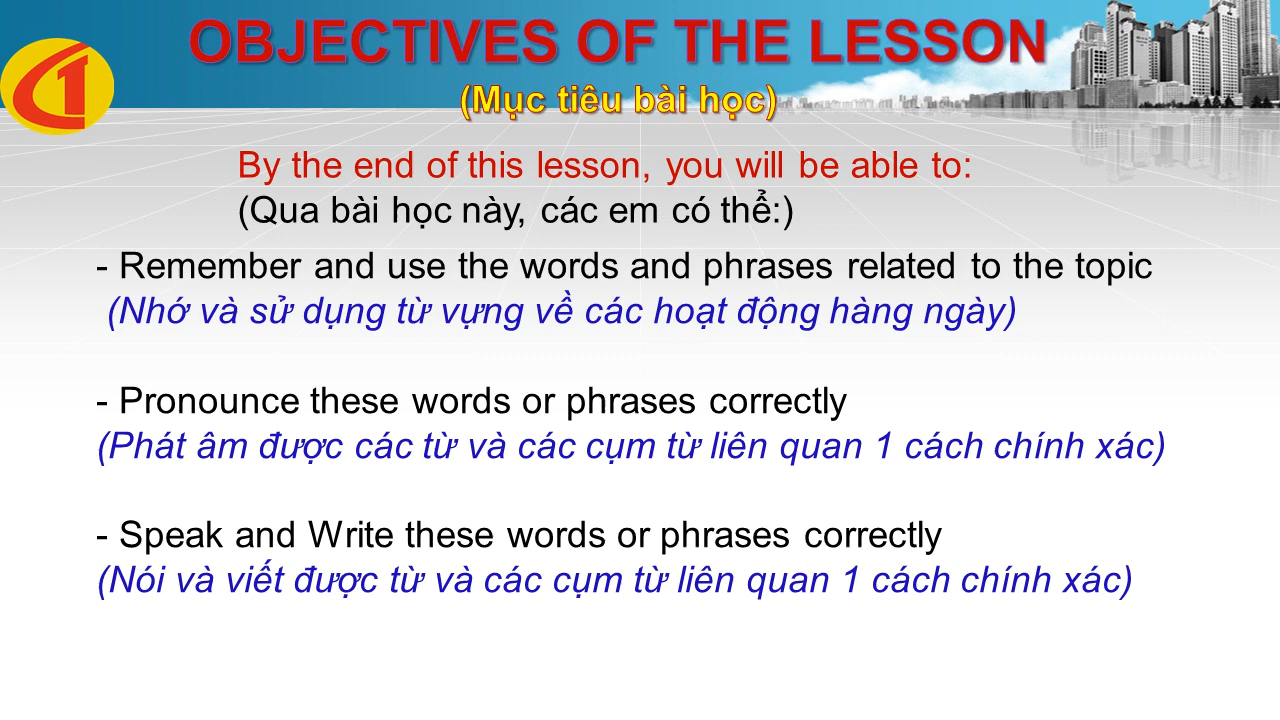 OBJECTIVES OF THE LESSON
(Mục tiêu bài học)
By the end of this lesson, you will be able to:
(Qua bài học này, các em có thể:)
- Remember and use the words and phrases related to the topic
(Nhớ và sử dụng từ vựng về các hoạt động hàng ngày)
- Pronounce these words or phrases correctly
(Phát âm được các từ và các cụm từ liên quan 1 cách chính xác)
- Speak and Write these words or phrases correctly
(Nói và viết được từ và các cụm từ liên quan 1 cách chính xác)